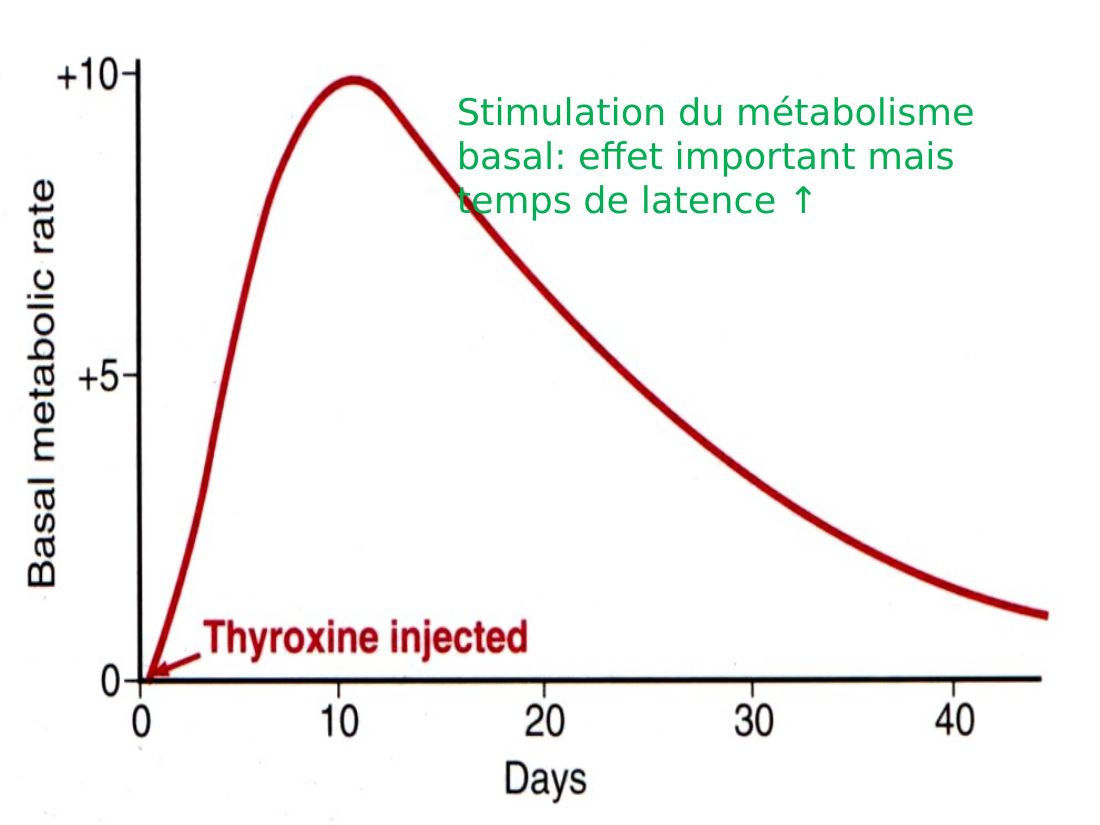 +10
Stimulation du métabolisme
basal: effet important mais
temps de latence ↑
Basal metabolic rate
+5
Thyroxine injected
0
0 10 20 30 40
Days